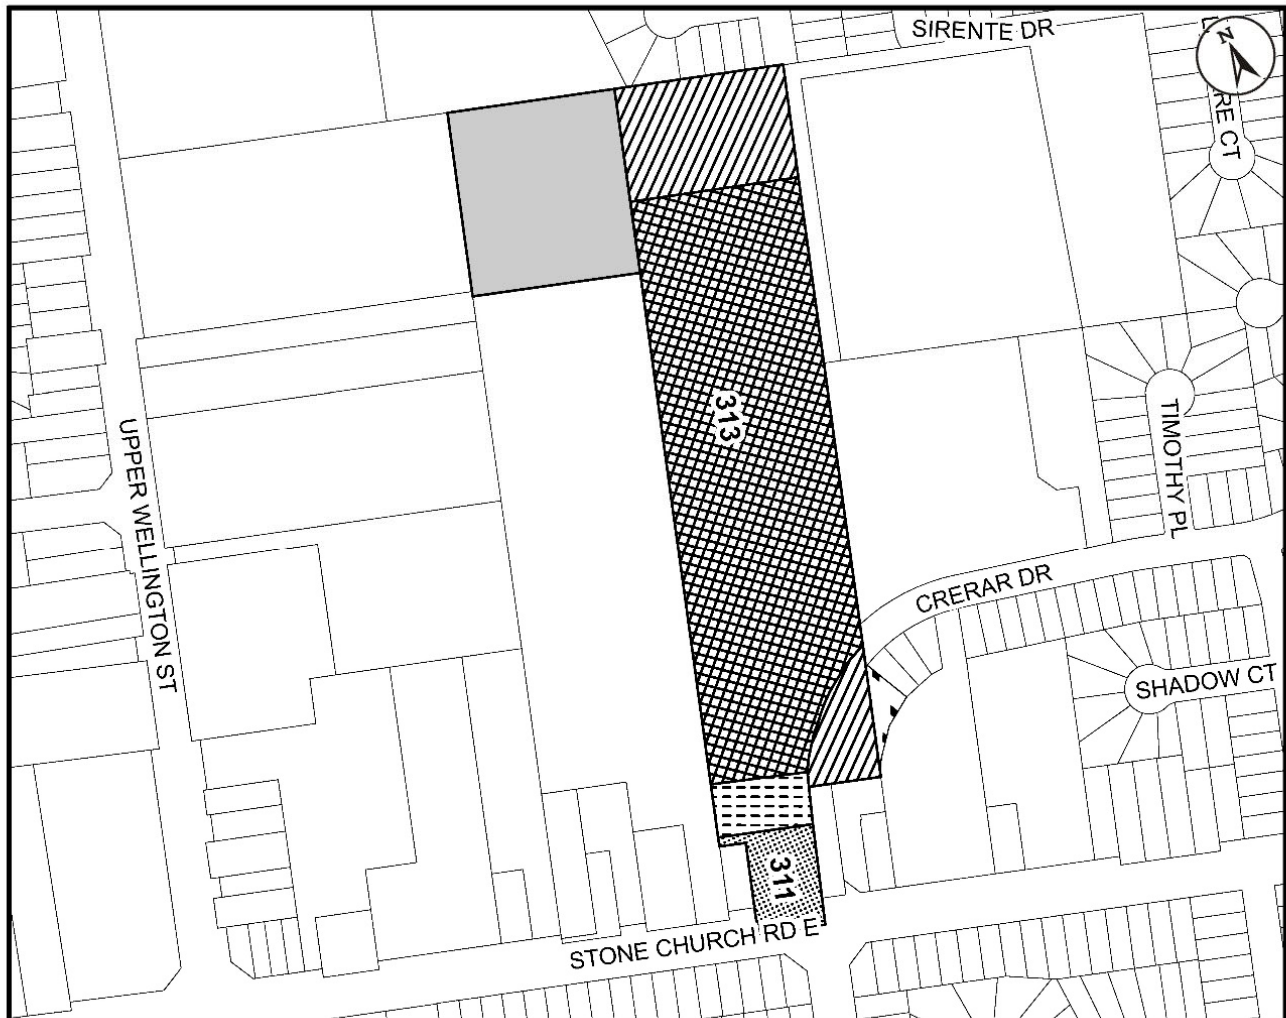 SIRENTE DR
N
RE CT
313
UPPER WELLINGTON ST
TIMOTHY PL
CRERAR DR
SHADOW CT
311
STONE CHURCH RD E